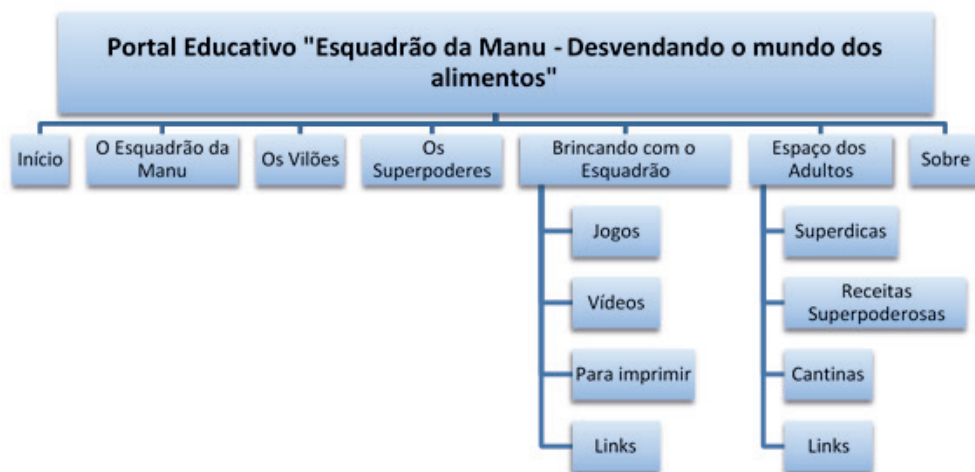 Portal Educativo "Esquadrão da Manu - Desvendando o mundo dos
alimentos"
Início
O Esquadrão da
Manu
Os Vilões
Os
Superpoderes
Brincando com o
Esquadrão
Espaço dos
Adultos
Sobre
Jogos
Vídeos
Para imprimir
Links
Superdicas
Receitas
Superpoderosas
Cantinas
Links